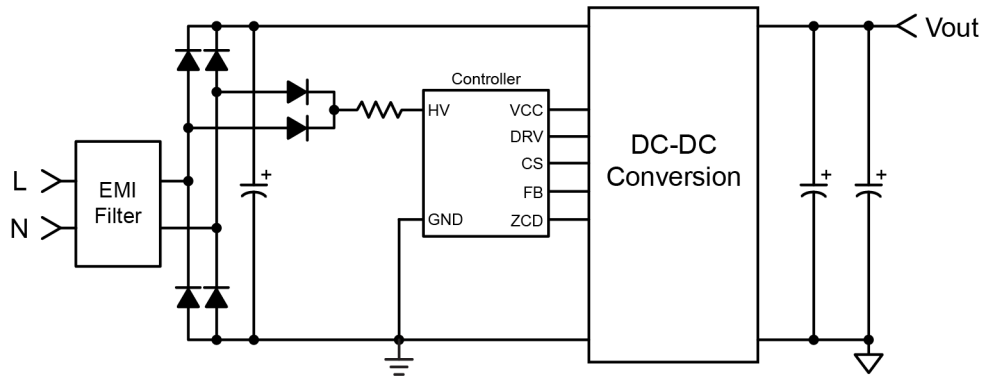 Vout
Controller
HV
VCC
DRV
CS
FB
GND
ZCD
DC-DC
Conversion
L
N
EMI
Filter
+
+
+